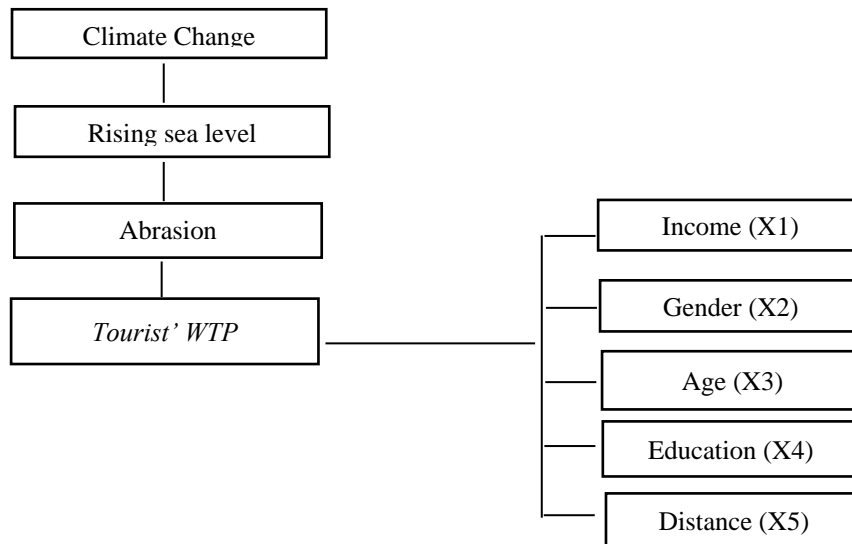 Climate Change
Rising sea level
Abrasion
Tourist’ WTP
Income (X1)
Gender (X2)
Age (X3)
Education (X4)
Distance (X5)